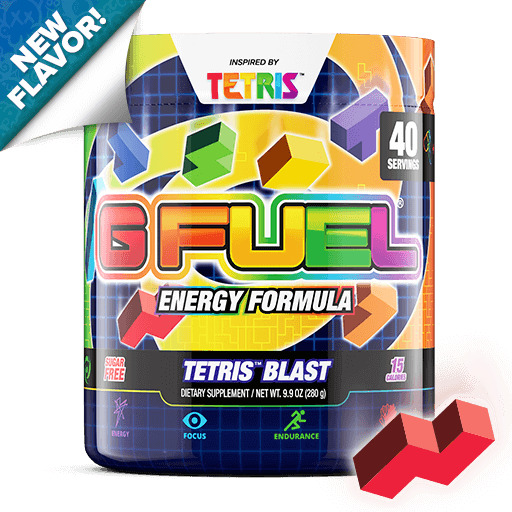 NEW
FLAVOR!
INSPIRED BY
TETRIS™
40
SERVINGS
G FUEL®
ENERGY FORMULA
SUGAR
FREE
TETRIS™ BLAST
15
CALORIES
DIETARY SUPPLEMENT / NET WT. 9.9 OZ (280 g)
ENERGY
FOCUS
ENDURANCE